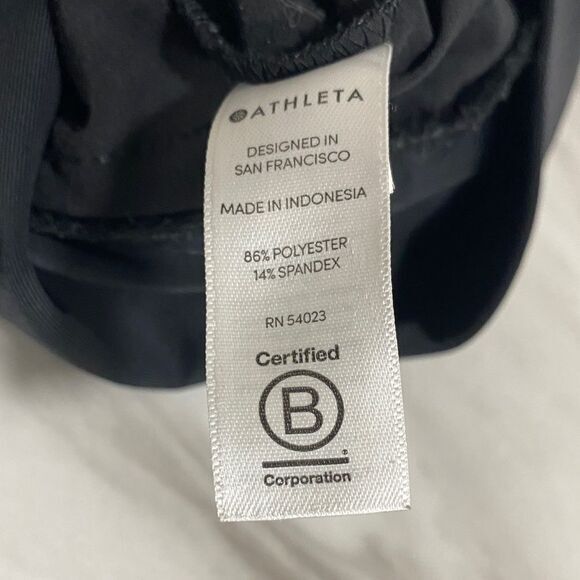 ATHLETA
DESIGNED IN
SAN FRANCISCO
MADE IN INDONESIA
86% POLYESTER
14% SPANDEX
RN 54023
Certified
B
Corporation